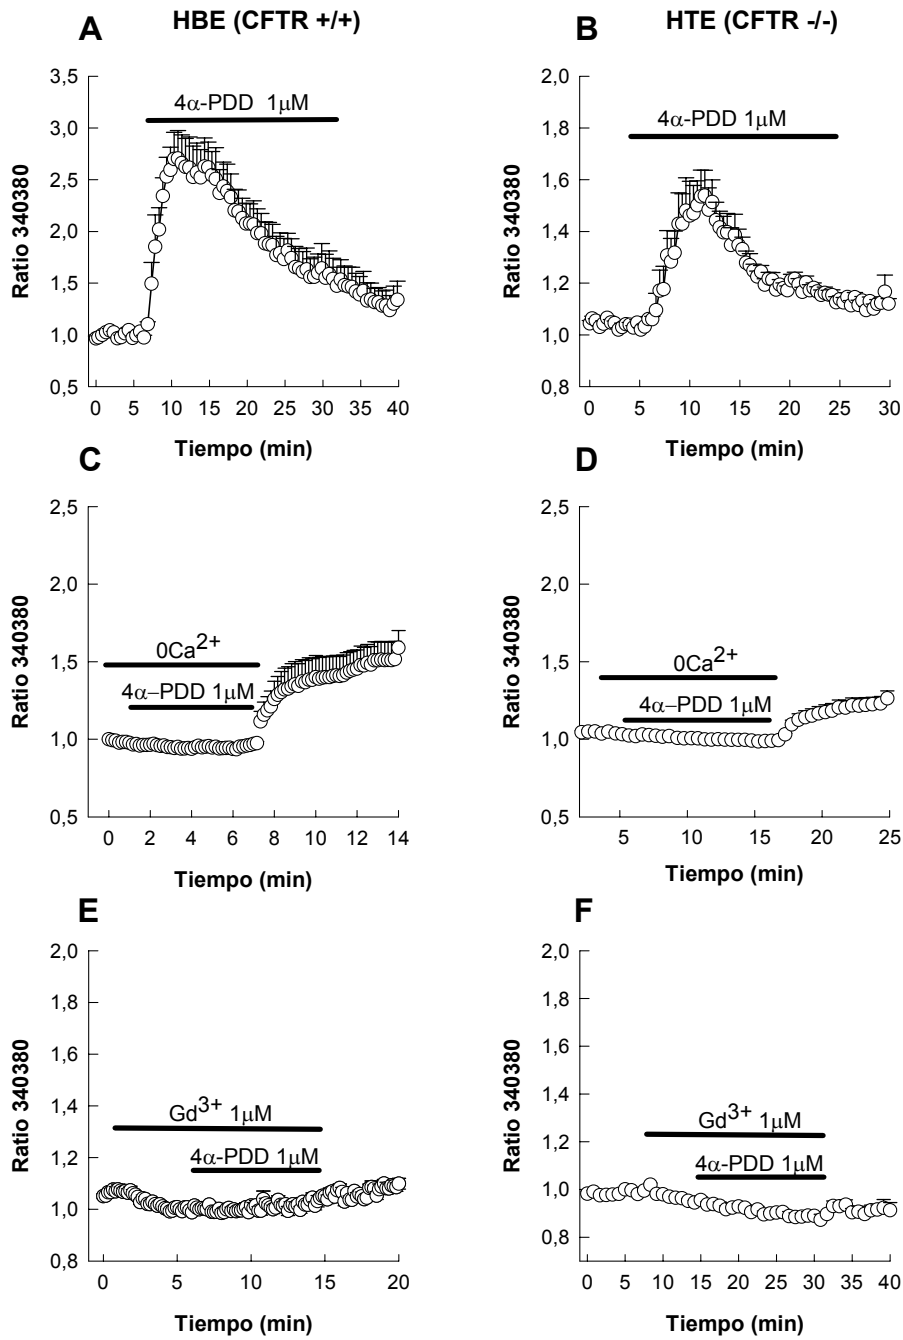 A HBE (CFTR +/+)
B HTE (CFTR -/-)
3,5
3,0
2,5
2,0
1,5
1,0
0,5
Ratio 340380
4α-PDD 1μM
0 5 10 15 20 25 30 35 40
Tiempo (min)
2,0
1,8
1,6
1,4
1,2
1,0
0,8
Ratio 340380
4α-PDD 1μM
0 5 10 15 20 25 30
Tiempo (min)
C
2,5
2,0
1,5
1,0
0,5
Ratio 340380
0Ca2+
4α–PDD 1μM
0 2 4 6 8 10 12 14
Tiempo (min)
D
2,5
2,0
1,5
1,0
0,5
Ratio 340380
0Ca2+
4α–PDD 1μM
5 10 15 20 25
Tiempo (min)
E
2,0
1,8
1,6
1,4
1,2
1,0
0,8
Ratio 340380
Gd3+ 1μM
4α-PDD 1μM
0 5 10 15 20
Tiempo (min)
F
2,0
1,8
1,6
1,4
1,2
1,0
0,8
Ratio 340380
Gd3+ 1μM
4α-PDD 1μM
0 5 10 15 20 25 30 35 40
Tiempo (min)